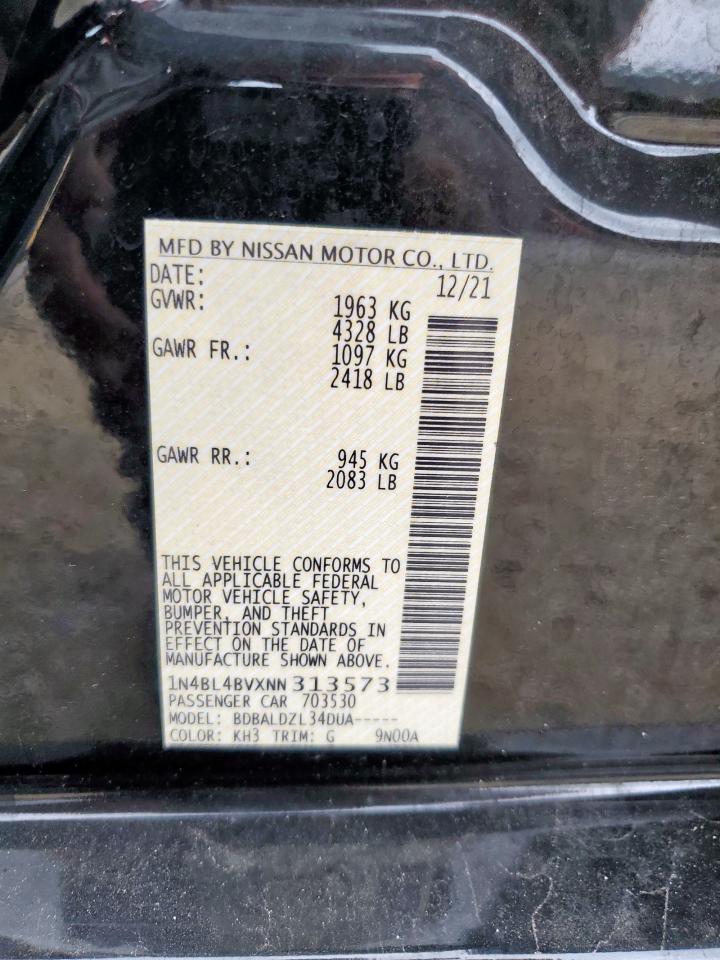 MFD BY NISSAN MOTOR CO., LTD.
DATE: 12/21
GVWR: 1963 KG
4328 LB
GAWR FR.: 1097 KG
2418 LB
GAWR RR.: 945 KG
2083 LB
THIS VEHICLE CONFORMS TO
ALL APPLICABLE FEDERAL
MOTOR VEHICLE SAFETY,
BUMPER, AND THEFT
PREVENTION STANDARDS IN
EFFECT ON THE DATE OF
MANUFACTURE SHOWN ABOVE.
1N4BL4BVXNN313573
PASSENGER CAR 703530
MODEL: BDBALDZL34DUA-----
COLOR: KH3 TRIM: G 9N00A